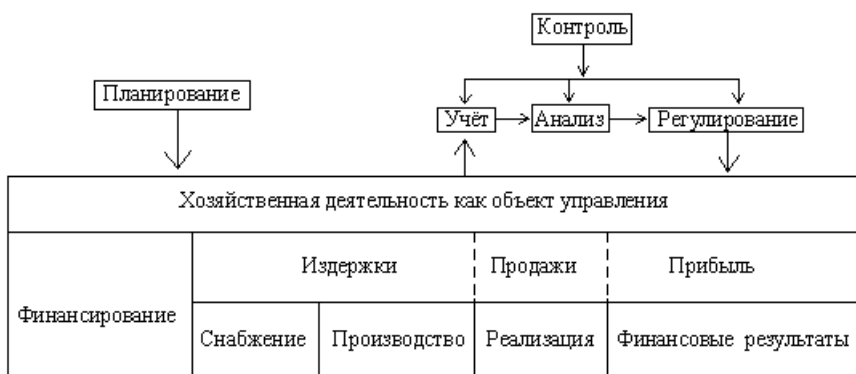 Контроль
Планирование
Учёт Анализ Регулирование
Хозяйственная деятельность как объект управления
Издержки Продажи Прибыль
Финансирование
Снабжение Производство Реализация Финансовые результаты